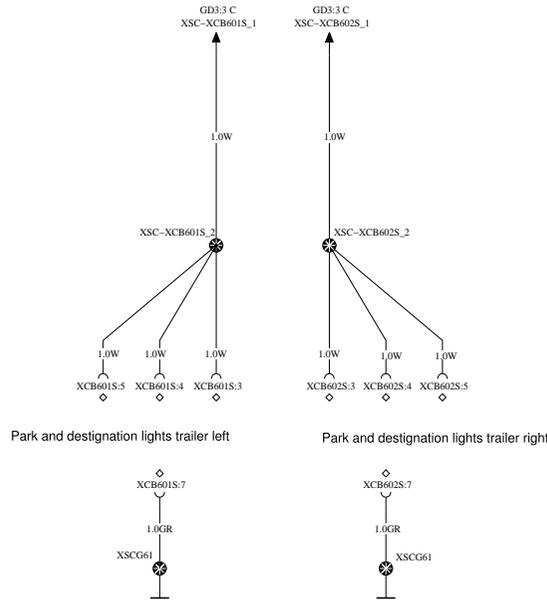 GD3:3 C
GD3:3 C
XSC−XCB601S_1
XSC−XCB602S_1
1.0W
1.0W
XSC−XCB601S_2
XSC−XCB602S_2
1.0W
1.0W
1.0W
1.0W
1.0W
1.0W
XCB601S:5
XCB601S:4
XCB601S:3
XCB602S:3
XCB602S:4
XCB602S:5
Park and destignation lights trailer left
Park and destignation lights trailer right
XCB601S:7
XCB602S:7
1.0GR
1.0GR
XSCG61
XSCG61